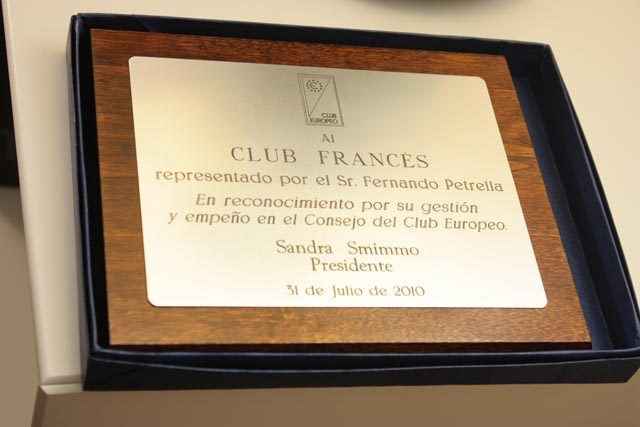 CLUB
EUROPEO
Al
CLUB FRANCÉS
representado por el Sr. Fernando Petrella
En reconocimiento por su gestión
y empeño en el Consejo del Club Europeo.
Sandra Smimmo
Presidente
31 de Julio de 2010